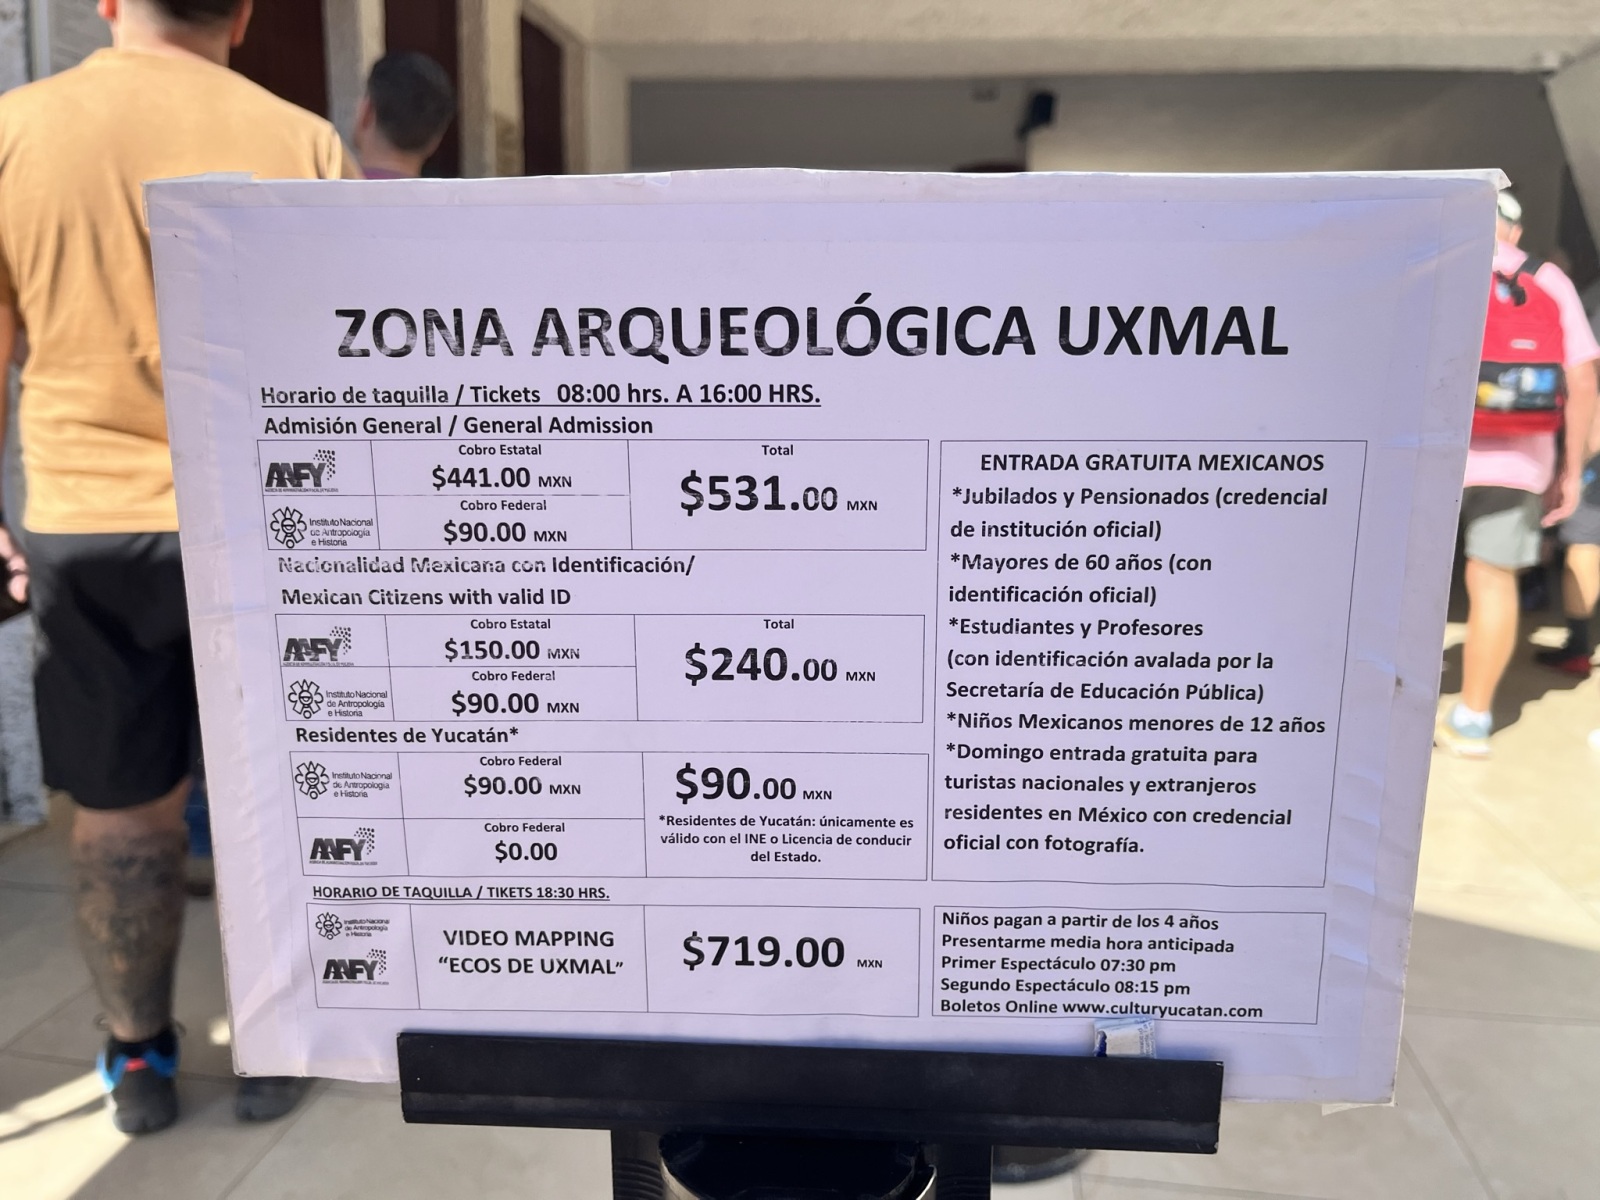 ZONA ARQUEOLÓGICA UXMAL
Horario de taquilla / Tickets 08:00 hrs. A 16:00 HRS.
Admisión General / General Admission
AAFY
Cobro Estatal
$441.00 MXN
Instituto Nacional
de Antropología
e Historia
Cobro Federal
$90.00 MXN
Total
$531.00 MXN
Nacionalidad Mexicana con Identificación/
Mexican Citizens with valid ID
AAFY
Cobro Estatal
$150.00 MXN
Instituto Nacional
de Antropología
e Historia
Cobro Federal
$90.00 MXN
Total
$240.00 MXN
Residentes de Yucatán*
Instituto Nacional
de Antropología
e Historia
Cobro Federal
$90.00 MXN
AAFY
Cobro Federal
$0.00
$90.00 MXN
*Residentes de Yucatán: únicamente es
válido con el INE o Licencia de conducir
del Estado.
HORARIO DE TAQUILLA / TIKETS 18:30 HRS.
Instituto Nacional
de Antropología
e Historia
AAFY
VIDEO MAPPING
“ECOS DE UXMAL”
$719.00 MXN
ENTRADA GRATUITA MEXICANOS
*Jubilados y Pensionados (credencial
de institución oficial)
*Mayores de 60 años (con
identificación oficial)
*Estudiantes y Profesores
(con identificación avalada por la
Secretaría de Educación Pública)
*Niños Mexicanos menores de 12 años
*Domingo entrada gratuita para
turistas nacionales y extranjeros
residentes en México con credencial
oficial con fotografía.
Niños pagan a partir de los 4 años
Presentarme media hora anticipada
Primer Espectáculo 07:30 pm
Segundo Espectáculo 08:15 pm
Boletos Online www.culturyucatan.com